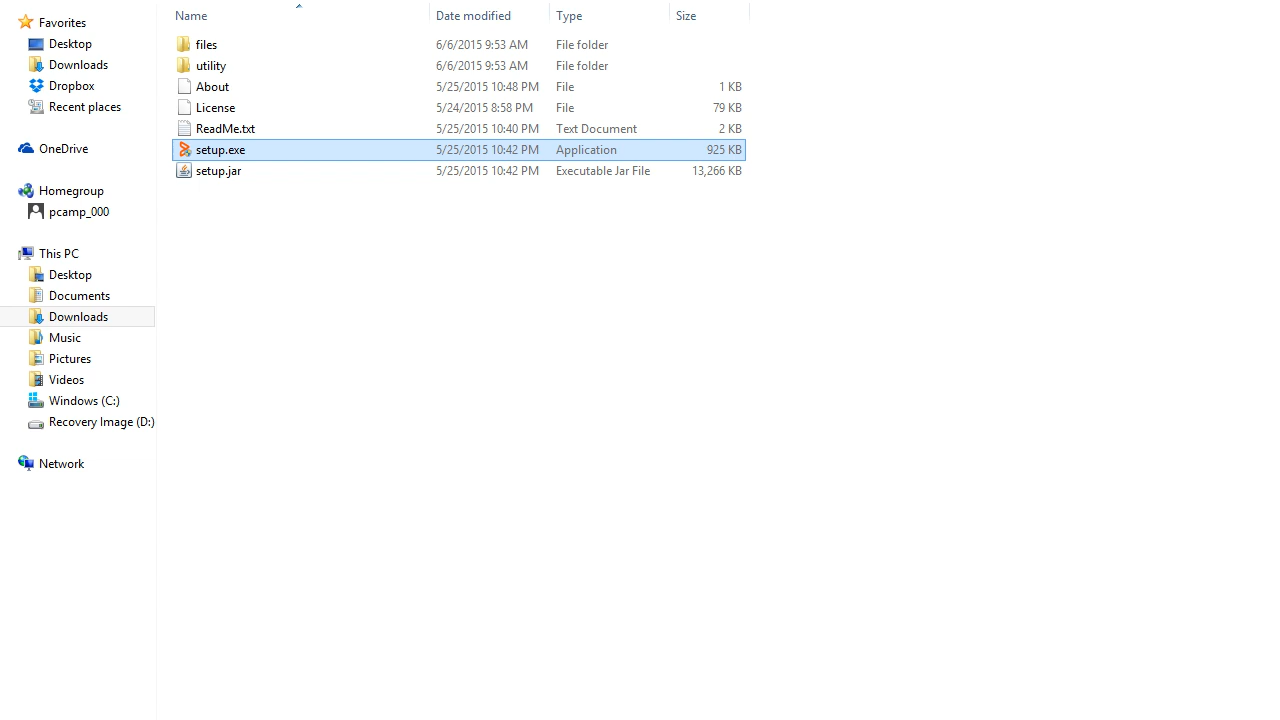 Name Date modified Type Size
Favorites
Desktop
Downloads
Dropbox
Recent places
OneDrive
Homegroup
pcamp_000
This PC
Desktop
Documents
Downloads
Music
Pictures
Videos
Windows (C:)
Recovery Image (D:)
Network
files 6/6/2015 9:53 AM File folder
utility 6/6/2015 9:53 AM File folder
About 5/25/2015 10:48 PM File 1 KB
License 5/24/2015 8:58 PM File 79 KB
ReadMe.txt 5/25/2015 10:40 PM Text Document 2 KB
setup.exe 5/25/2015 10:42 PM Application 925 KB
setup.jar 5/25/2015 10:42 PM Executable Jar File 13,266 KB